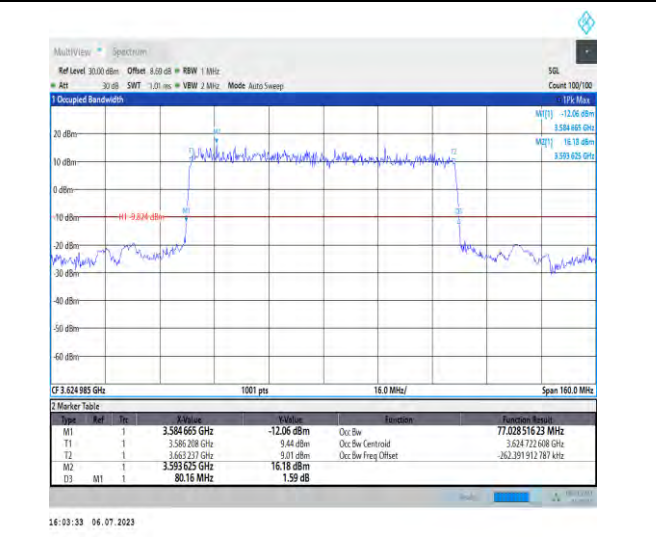 MultiView Spectrum
Ref Level 30.00 dBm Offset 8.69 dB RBW 1 MHz SGL
Att 30 dB SWT 1.01 ms VBW 2 MHz Mode Auto Sweep Count 100/100
1 Occupied Bandwidth 1Pk Max
M1[1] -12.06 dBm
3.584 665 GHz
M2[1] 16.18 dBm
3.593 625 GHz
20 dBm
M2
T1 T2
10 dBm
0 dBm
M1 D3
-10 dBm H1 -9.824 dBm
-20 dBm
-30 dBm
-40 dBm
-50 dBm
-60 dBm
CF 3.624 985 GHz 1001 pts 16.0 MHz/ Span 160.0 MHz
2 Marker Table
Type Ref Trc X-Value Y-Value Function Function Result
M1 1 3.584 665 GHz -12.06 dBm Occ Bw 77.028 516 23 MHz
T1 1 3.586 208 GHz 9.44 dBm Occ Bw Centroid 3.624 722 608 GHz
T2 1 3.663 237 GHz 9.01 dBm Occ Bw Freq Offset -262.391 912 787 kHz
M2 1 3.593 625 GHz 16.18 dBm
D3 M1 1 80.16 MHz 1.59 dB
16:03:33 06.07.2023